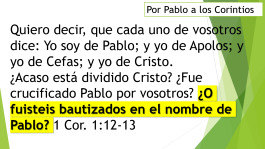 Por Pablo a los Corintios
Quiero decir, que cada uno de vosotros
dice: Yo soy de Pablo; y yo de Apolos; y
yo de Cefas; y yo de Cristo.
¿Acaso está dividido Cristo? ¿Fue
crucificado Pablo por vosotros? ¿O
fuisteis bautizados en el nombre de
Pablo? 1 Cor. 1:12-13